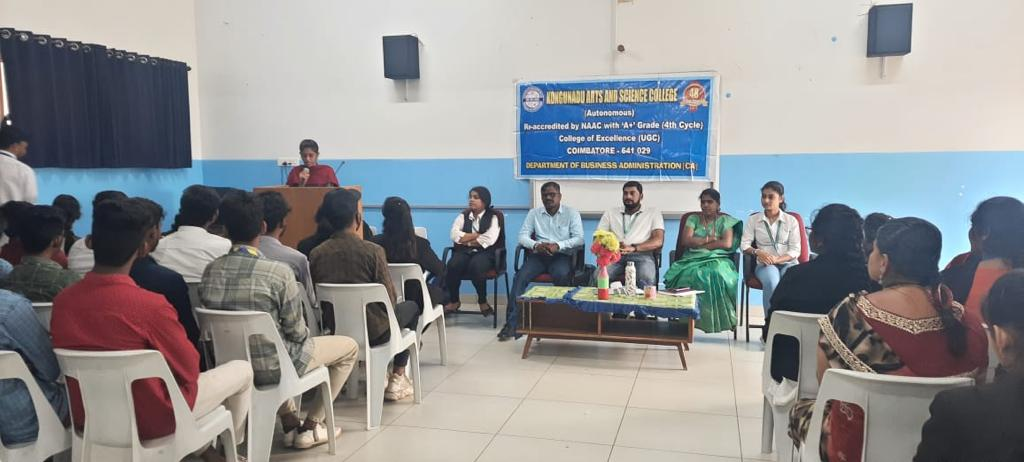 KONGUNADU ARTS AND SCIENCE COLLEGE
(Autonomous)
Re-accredited by NAAC with 'A+' Grade (4th Cycle)
College of Excellence (UGC)
COIMBATORE - 641 029
DEPARTMENT OF BUSINESS ADMINISTRATION (CA)
48